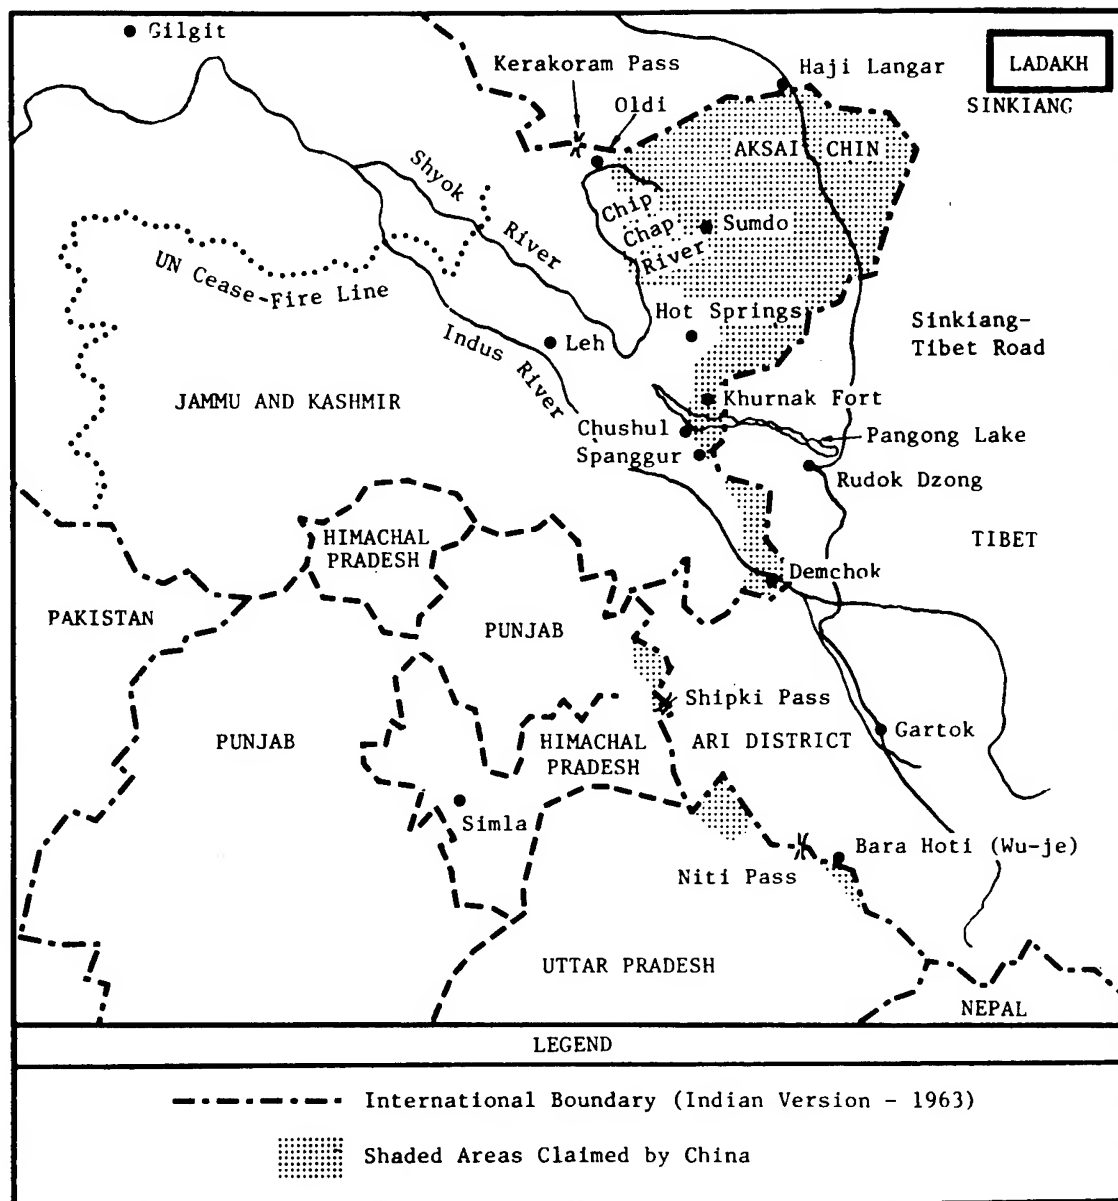 Gilgit
Kerakoram Pass
Oldi
Haji Langar
LADAKH
SINKIANG
AKSAI CHIN
Shyok
River
Chip
Chap
River
Sumdo
UN Cease-Fire Line
Hot Springs
Sinkiang-
Tibet Road
Indus River
Leh
JAMMU AND KASHMIR
Khurnak Fort
Chushul
Pangong Lake
Spanggur
Rudok Dzong
HIMACHAL
PRADESH
TIBET
Demchok
PAKISTAN
PUNJAB
Shipki Pass
PUNJAB
HIMACHAL
PRADESH
ARI DISTRICT
Gartok
Simla
Bara Hoti (Wu-je)
Niti Pass
UTTAR PRADESH
NEPAL
LEGEND
International Boundary (Indian Version - 1963)
Shaded Areas Claimed by China